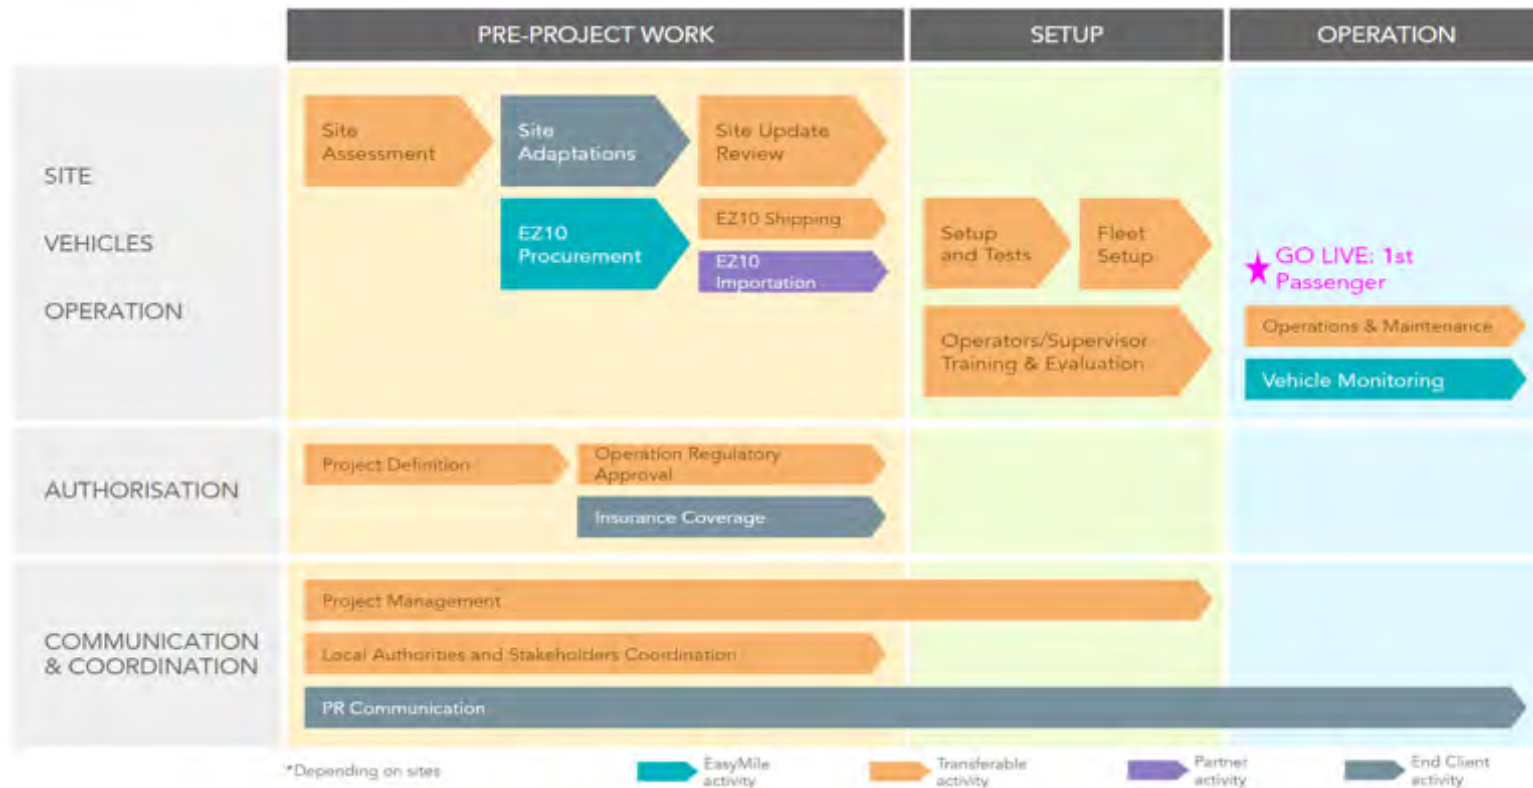 PRE-PROJECT WORK
SETUP
OPERATION
SITE
VEHICLES
OPERATION
Site
Assessment
Site
Adaptations
Site Update
Review
EZ10
Procurement
EZ10 Shipping
EZ10
Importation
Setup
and Tests
Fleet
Setup
Operators/Supervisor
Training & Evaluation
GO LIVE: 1st
Passenger
Operations & Maintenance
Vehicle Monitoring
AUTHORISATION
Project Definition
Operation Regulatory
Approval
Insurance Coverage
COMMUNICATION
& COORDINATION
Project Management
Local Authorities and Stakeholders Coordination
PR Communication
*Depending on sites
EasyMile
activity
Transferable
activity
Partner
activity
End Client
activity